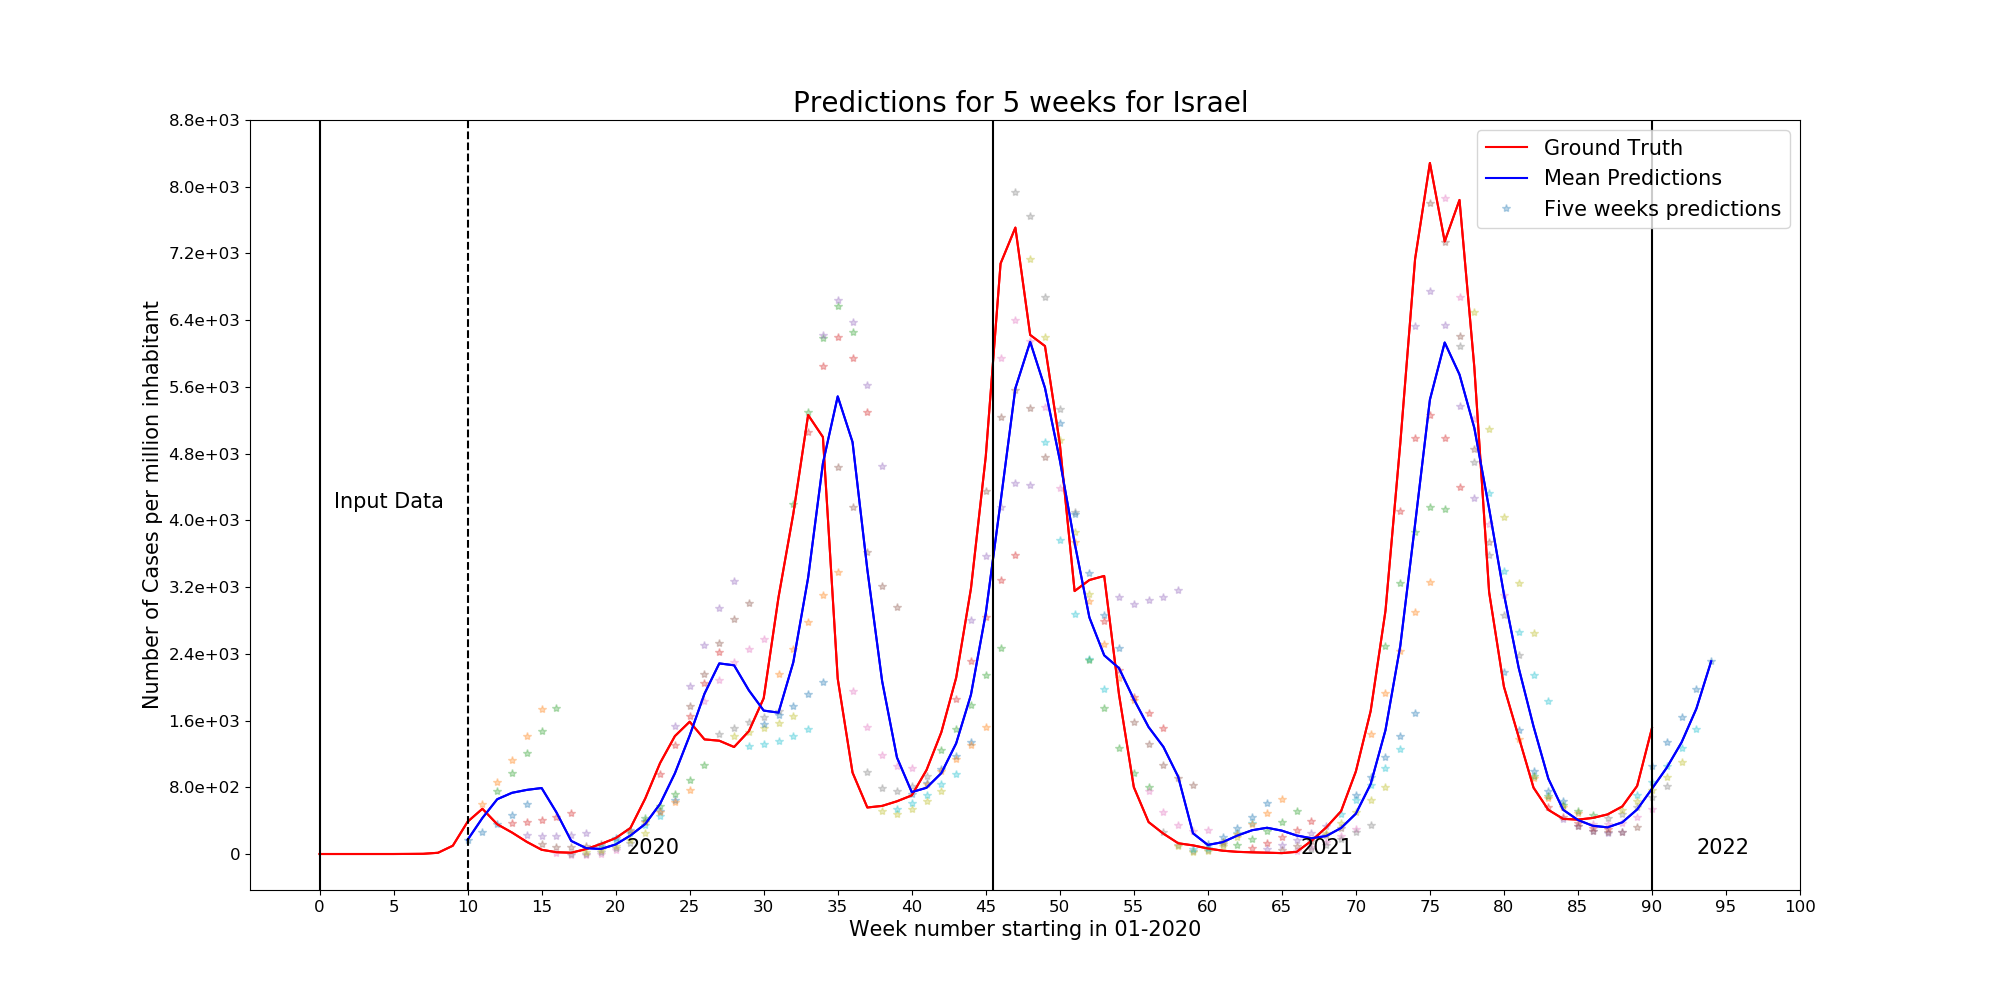 Predictions for 5 weeks for Israel
8.8e+03
8.0e+03
7.2e+03
6.4e+03
5.6e+03
4.8e+03
4.0e+03
3.2e+03
2.4e+03
1.6e+03
8.0e+02
0
Number of Cases per million inhabitant
Ground Truth
Mean Predictions
Five weeks predictions
Input Data
2020 2021 2022
0 5 10 15 20 25 30 35 40 45 50 55 60 65 70 75 80 85 90 95 100
Week number starting in 01-2020